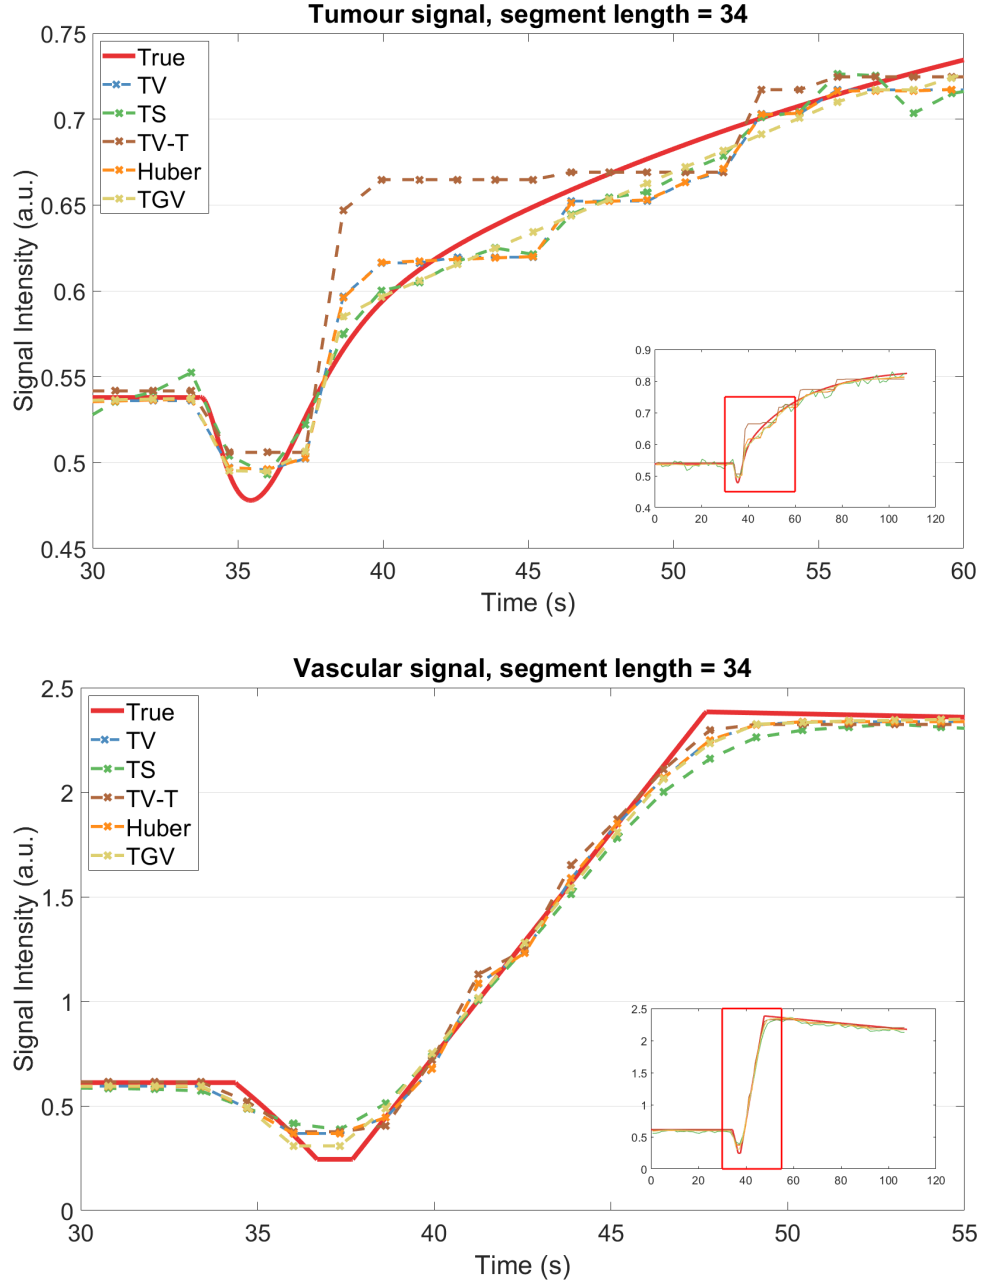 Tumour signal, segment length = 34
0.75
0.7
0.65
0.6
0.55
0.5
0.45
Signal Intensity (a.u.)
True
TV
TS
TV-T
Huber
TGV
0.9
0.8
0.7
0.6
0.5
0.4
0 20 40 60 80 100 120
30 35 40 45 50 55 60
Time (s)
Vascular signal, segment length = 34
2.5
2
1.5
1
0.5
0
Signal Intensity (a.u.)
True
TV
TS
TV-T
Huber
TGV
2.5
2
1.5
1
0.5
0
0 20 40 60 80 100 120
30 35 40 45 50 55
Time (s)